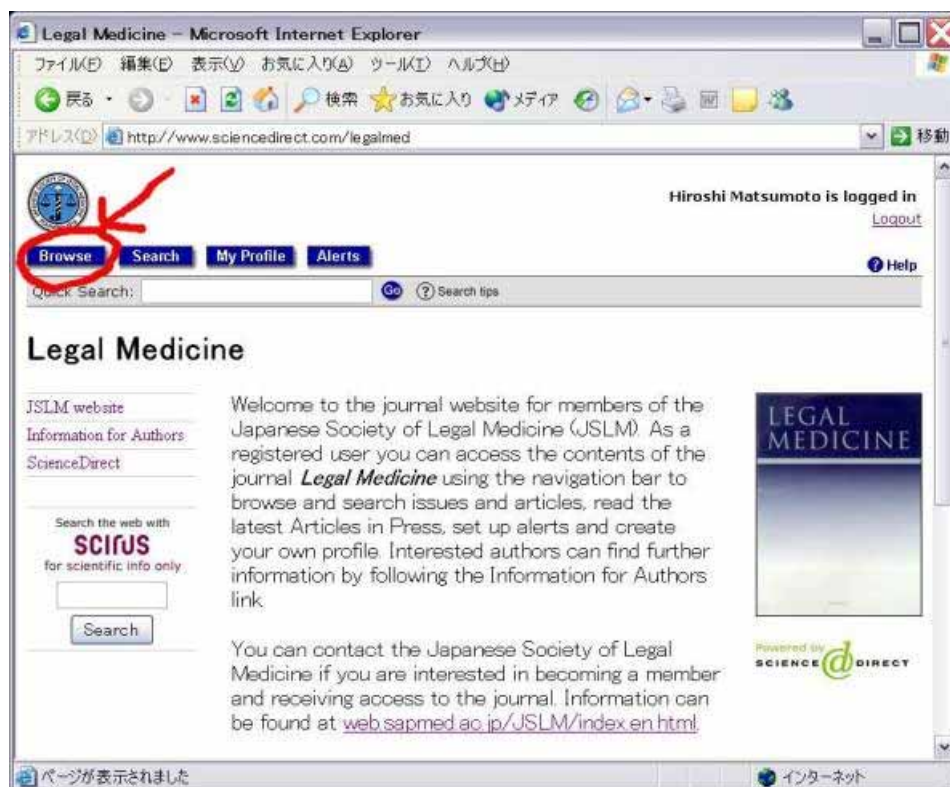 Legal Medicine - Microsoft Internet Explorer
ファイル(F) 編集(E) 表示(V) お気に入り(A) ツール(T) ヘルプ(H)
戻る 検索 お気に入り メディア
アドレス(D) http://www.sciencedirect.com/legalmed 移動
Hiroshi Matsumoto is logged in
Logout
Browse Search My Profile Alerts
Help
Quick Search: Go ? Search tips
Legal Medicine
JSLM website
Information for Authors
ScienceDirect
Search the web with
SCIRUS
for scientific info only
Search
Welcome to the journal website for members of the
Japanese Society of Legal Medicine (JSLM). As a
registered user you can access the contents of the
journal Legal Medicine using the navigation bar to
browse and search issues and articles, read the
latest Articles in Press, set up alerts and create
your own profile. Interested authors can find further
information by following the Information for Authors
link.
You can contact the Japanese Society of Legal
Medicine if you are interested in becoming a member
and receiving access to the journal. Information can
be found at web.sapmed.ac.jp/JSLM/index.en.html.
LEGAL
MEDICINE
Powered by
SCIENCE @ DIRECT
ページが表示されました インターネット